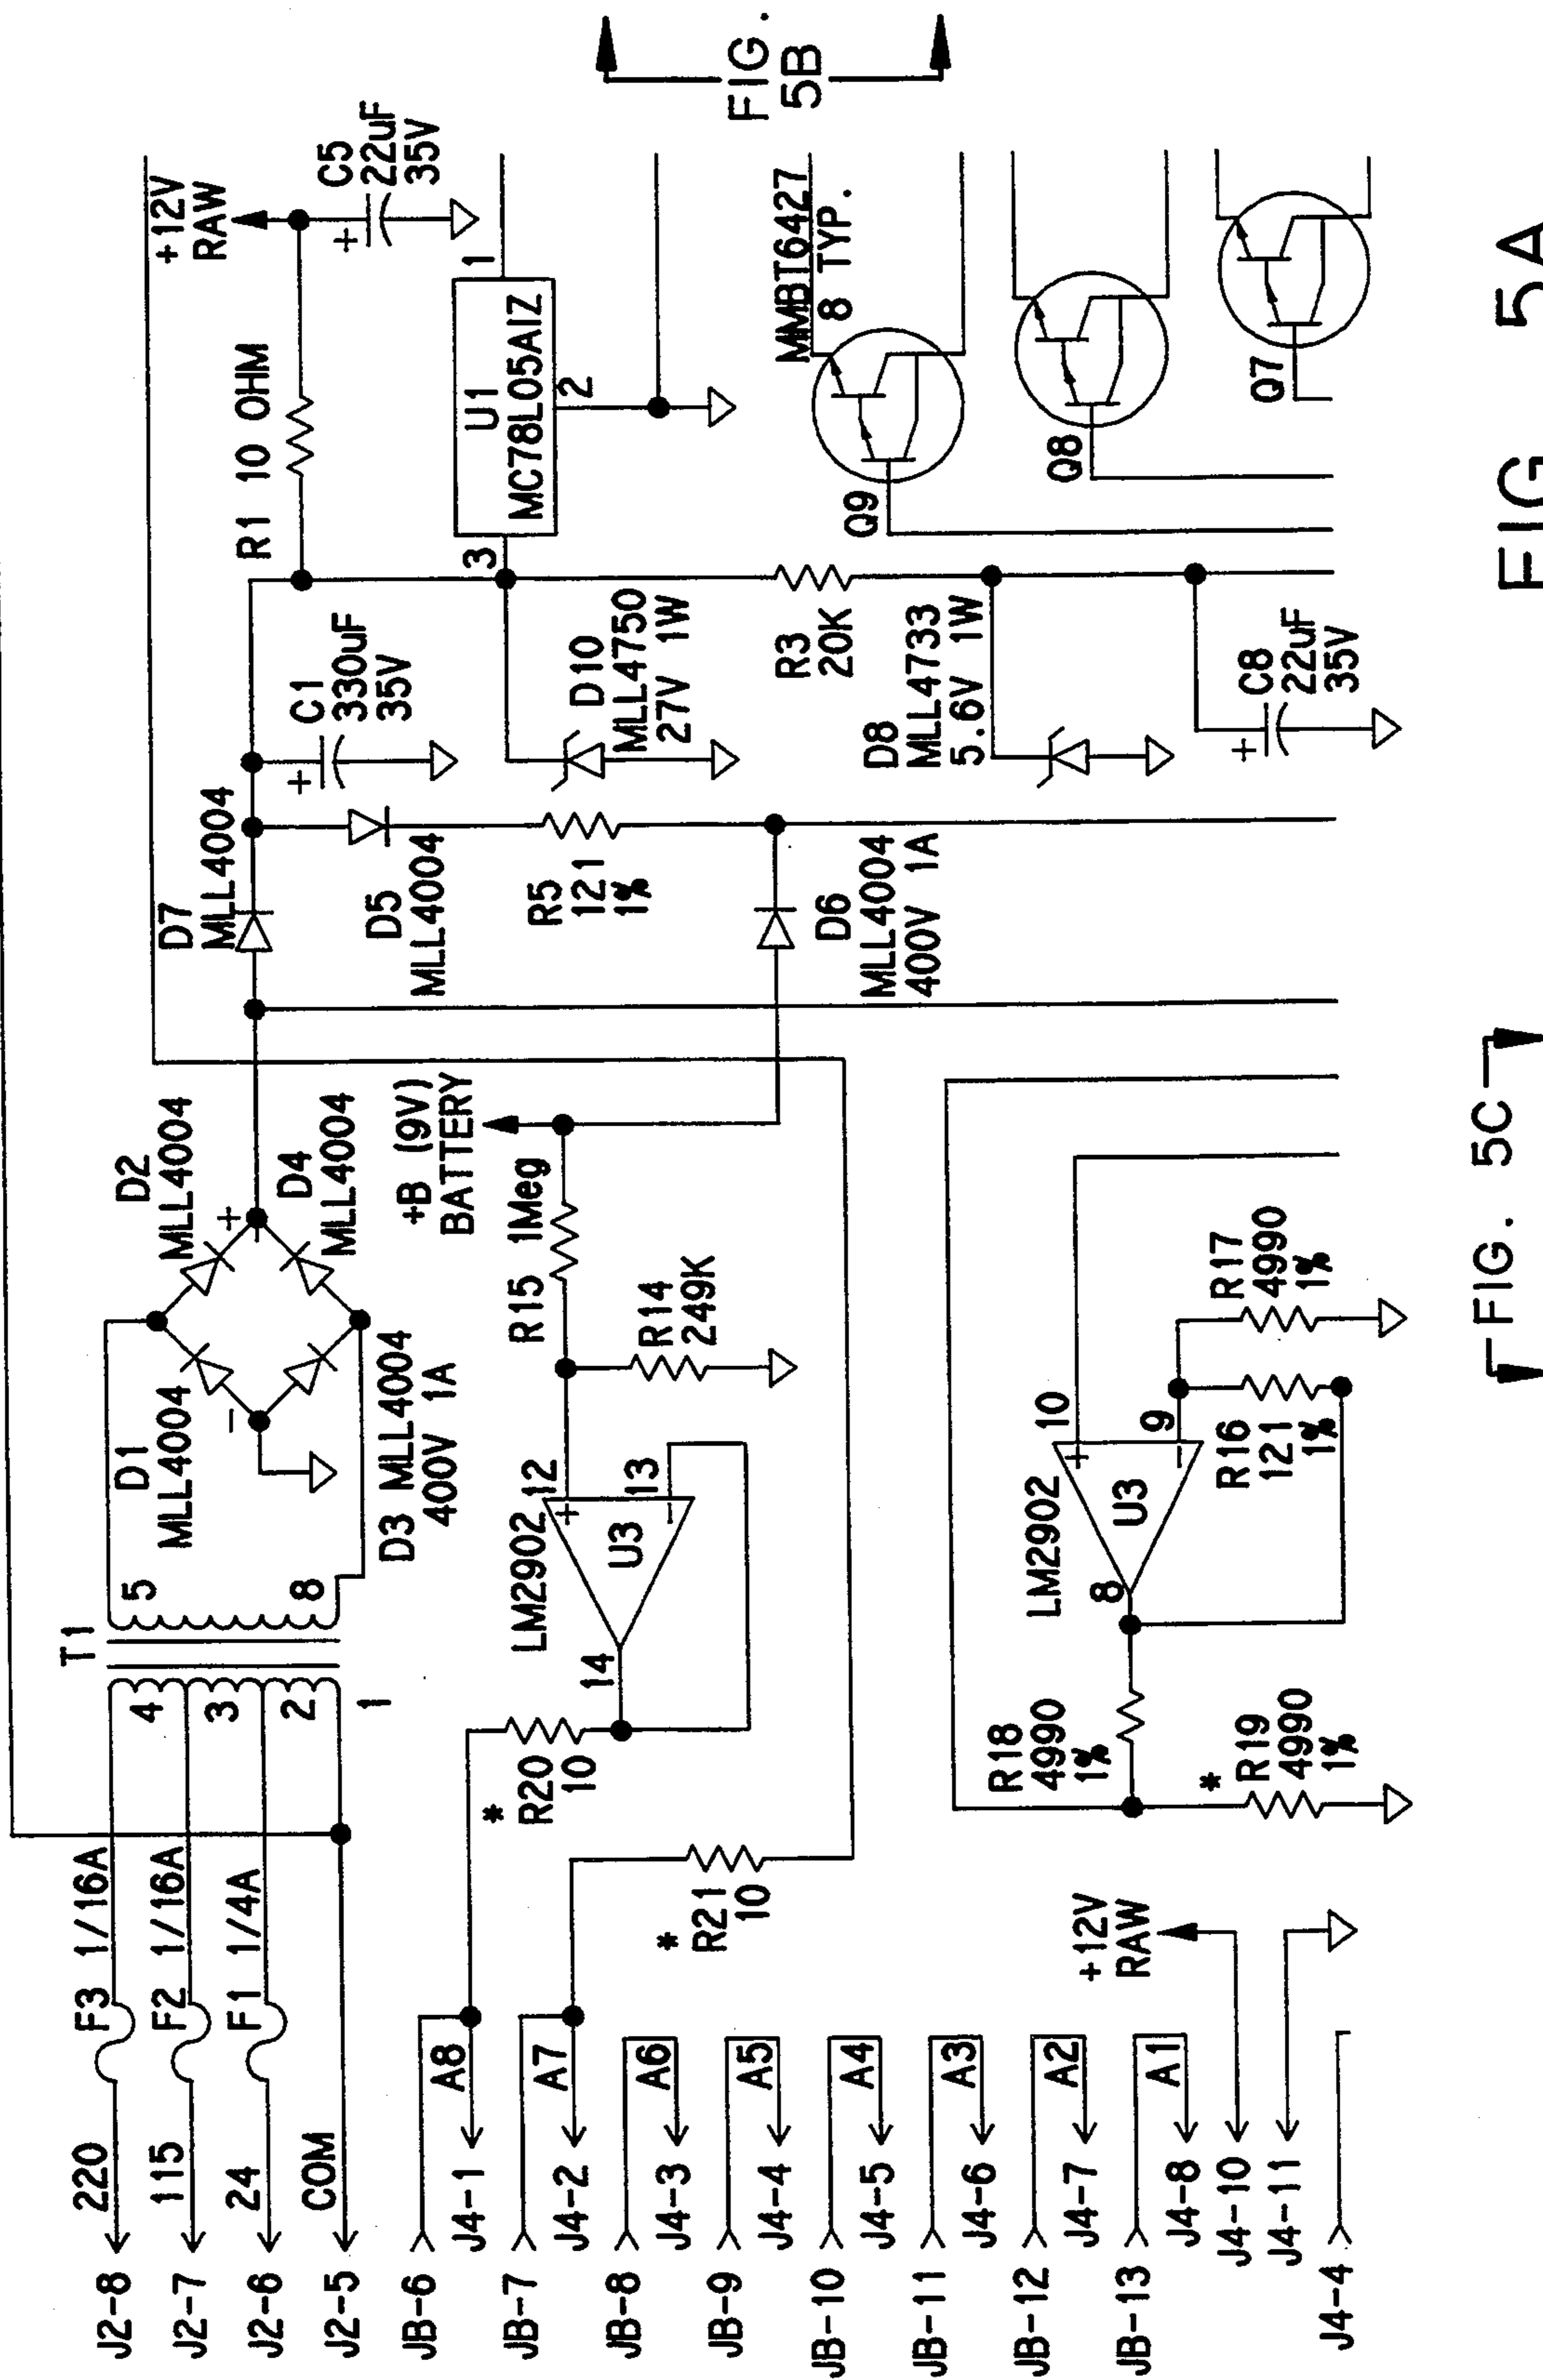 J2-8
220
F3 1/16A
J2-7
115
F2 1/16A
J2-6
24
F1 1/4A
J2-5
COM
T1
4
3
2
1
5
8
D1
MLL4004
D2
MLL4004
D3 MLL4004
400V 1A
D4
MLL4004
+
-
D7
MLL4004
C1
330uF
35V
+
R1 10 OHM
+12V
RAW
C5
22uF
35V
+
D5
MLL4004
R5
121
1%
D6
MLL4004
400V 1A
D10
MLL4750
27V 1W
3
U1
MC78L05AIZ
1
2
R3
20K
D8
MLL4733
5.6V 1W
C8
22uF
35V
+
+B (9V)
BATTERY
R15 1Meg
R14
249K
LM2902
12
+
13
-
U3
14
* R20
10
* R21
10
JB-6
A8
J4-1
JB-7
A7
J4-2
JB-8
A6
J4-3
JB-9
A5
J4-4
JB-10
A4
J4-5
JB-11
A3
J4-6
JB-12
A2
J4-7
JB-13
A1
J4-8
J4-10
J4-11
J4-4
+12V
RAW
R18
4990
1%
* R19
4990
1%
LM2902
10
+
9
-
U3
8
R16
121
1%
R17
4990
1%
MMBT6427
8 TYP.
Q9
Q8
Q7
FIG.
5B
FIG. 5C
FIG. 5A